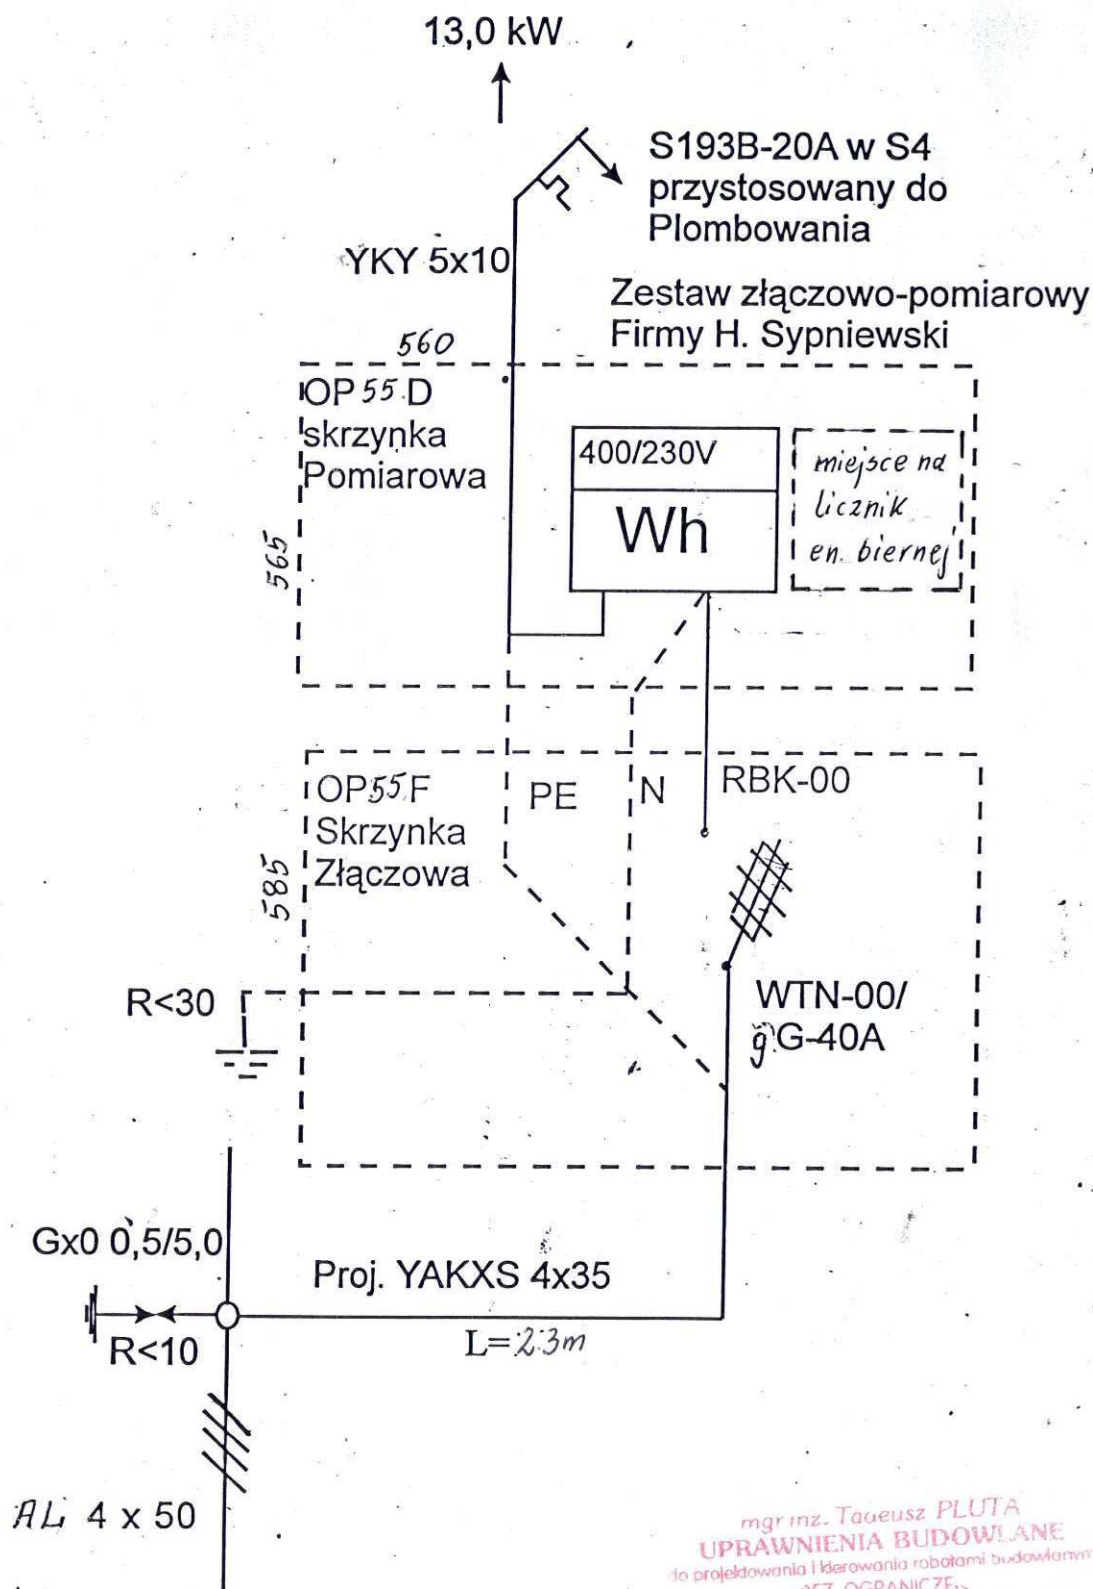 13,0 kW
S193B-20A w S4
przystosowany do
Plombowania
YKY 5x10
Zestaw złączowo-pomiarowy
Firmy H. Sypniewski
560
OP 55 D
skrzynka
Pomiarowa
400/230V
Wh
miejsce na
licznik
en. biernej
565
OP55F
Skrzynka
Złączowa
PE
N
RBK-00
585
R<30
WTN-00/
gG-40A
Gx0 0,5/5,0
Proj. YAKXS 4x35
R<10
L=23m
AL 4 x 50
mgr inz. Tadeusz PLUTA
UPRAWNIENIA BUDOWLANE
do projektowania i kierowania robotami budowlanymi